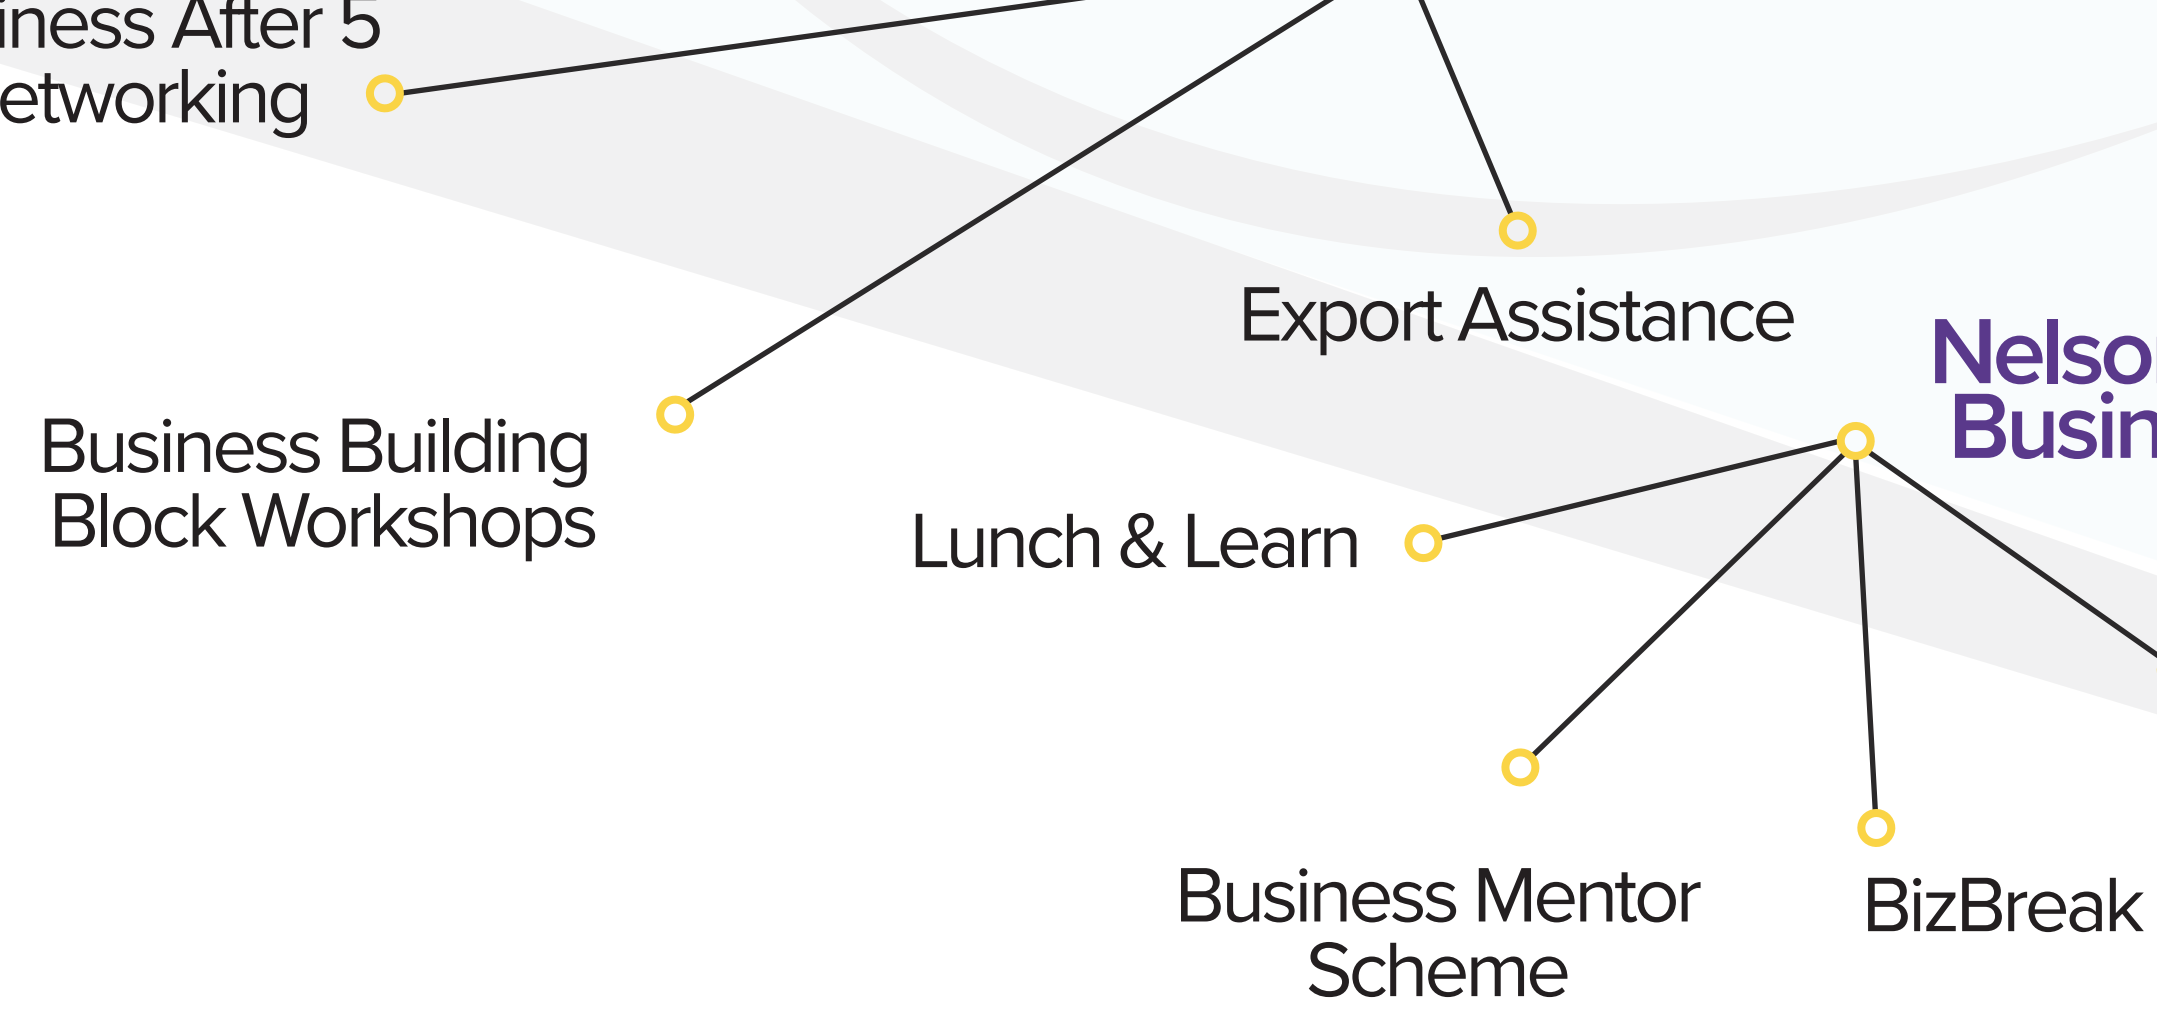 iness After 5
etworking
Export Assistance
Nelso
Busin
Business Building
Block Workshops
Lunch & Learn
Business Mentor
Scheme
BizBreak